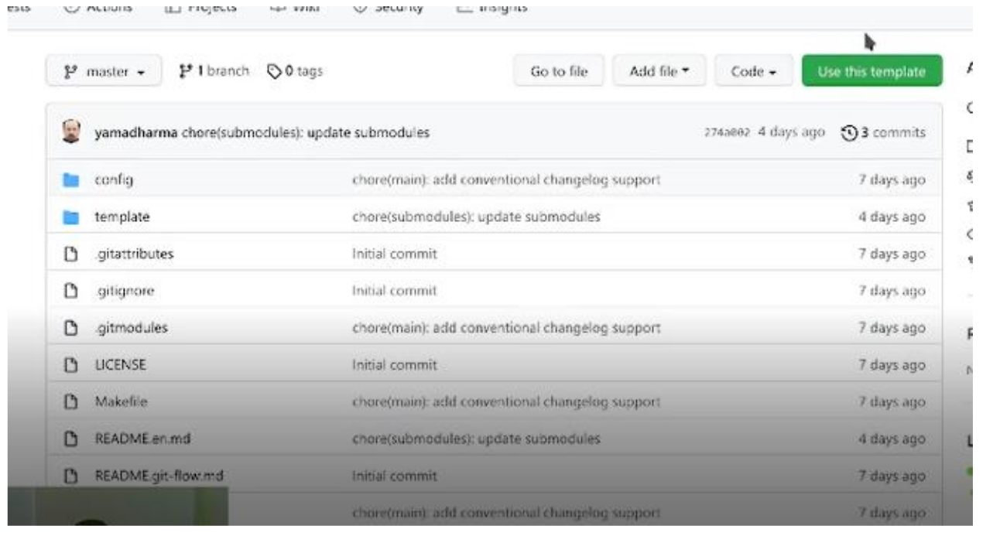 ests Actions Projects Wiki Security Insights
master 1 branch 0 tags Go to file Add file Code Use this template
yamadharma chore(submodules): update submodules 274a002 4 days ago 3 commits
config chore(main): add conventional changelog support 7 days ago
template chore(submodules): update submodules 4 days ago
.gitattributes Initial commit 7 days ago
.gitignore Initial commit 7 days ago
.gitmodules chore(main): add conventional changelog support 7 days ago
LICENSE Initial commit 7 days ago
Makefile chore(main): add conventional changelog support 7 days ago
README.en.md chore(submodules): update submodules 4 days ago
README.git-flow.md Initial commit 7 days ago
chore(main): add conventional changelog support 7 days ago